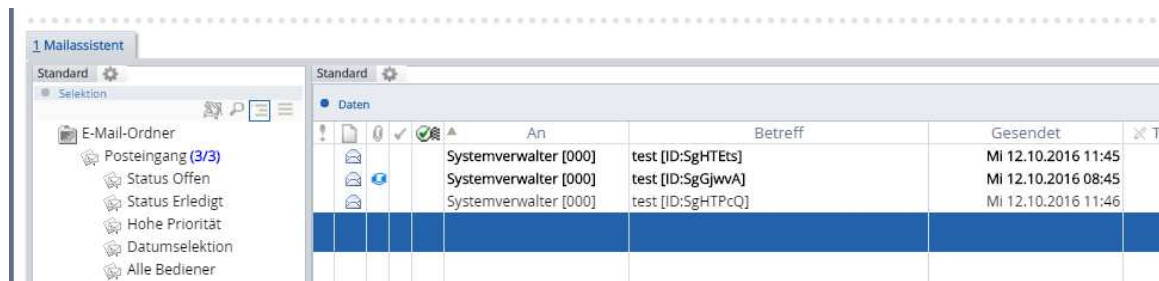 1 Mailassistent
Standard
Selektion
E-Mail-Ordner
Posteingang (3/3)
Status Offen
Status Erledigt
Hohe Priorität
Datumselektion
Alle Bediener
Standard
Daten
! An Betreff Gesendet T
Systemverwalter [000] test [ID:SgHTEts] Mi 12.10.2016 11:45
Systemverwalter [000] test [ID:SgGjwvA] Mi 12.10.2016 08:45
Systemverwalter [000] test [ID:SgHTPcQ] Mi 12.10.2016 11:46